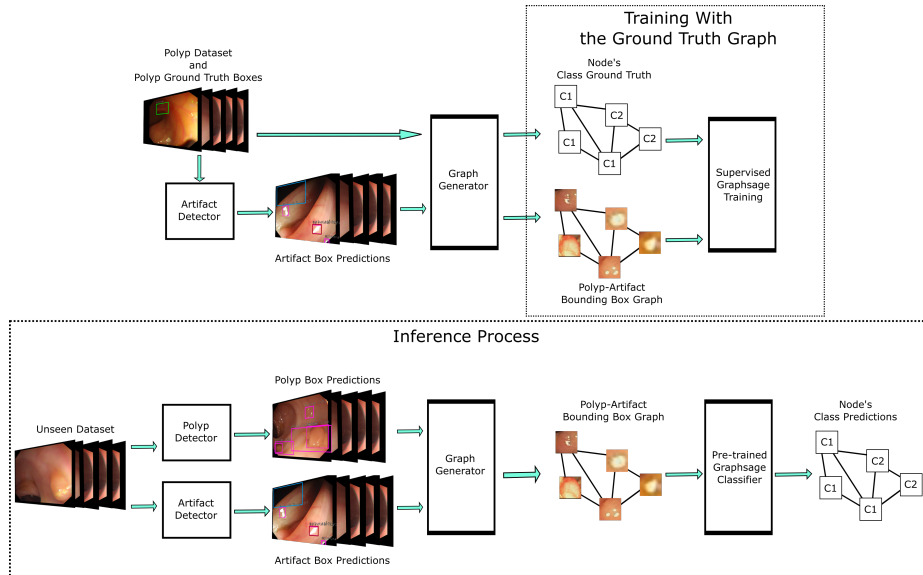 Training With
the Ground Truth Graph
Polyp Dataset
and
Polyp Ground Truth Boxes
Node's
Class Ground Truth
C1
C2
C1
C2
C1
Artifact
Detector
Artifact Box Predictions
Graph
Generator
Supervised
Graphsage
Training
Polyp-Artifact
Bounding Box Graph
Inference Process
Unseen Dataset
Polyp
Detector
Artifact
Detector
Polyp Box Predictions
Artifact Box Predictions
Graph
Generator
Polyp-Artifact
Bounding Box Graph
Pre-trained
Graphsage
Classifier
Node's
Class Predictions
C1
C2
C1
C2
C1